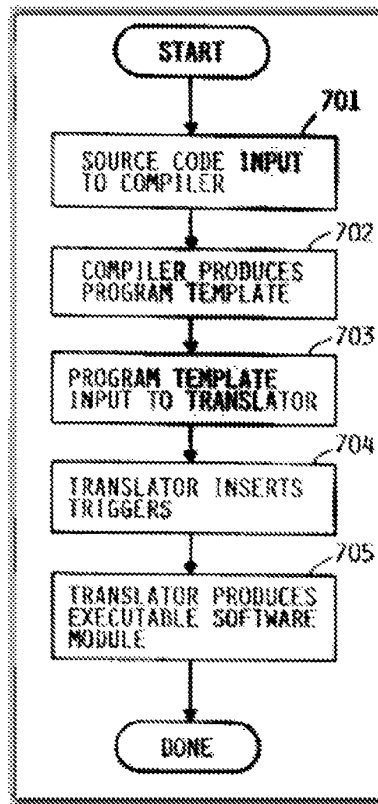 START
701
SOURCE CODE INPUT
TO COMPILER
702
COMPILER PRODUCES
PROGRAM TEMPLATE
703
PROGRAM TEMPLATE
INPUT TO TRANSLATOR
704
TRANSLATOR INSERTS
TRIGGERS
705
TRANSLATOR PRODUCES
EXECUTABLE SOFTWARE
MODULE
DONE